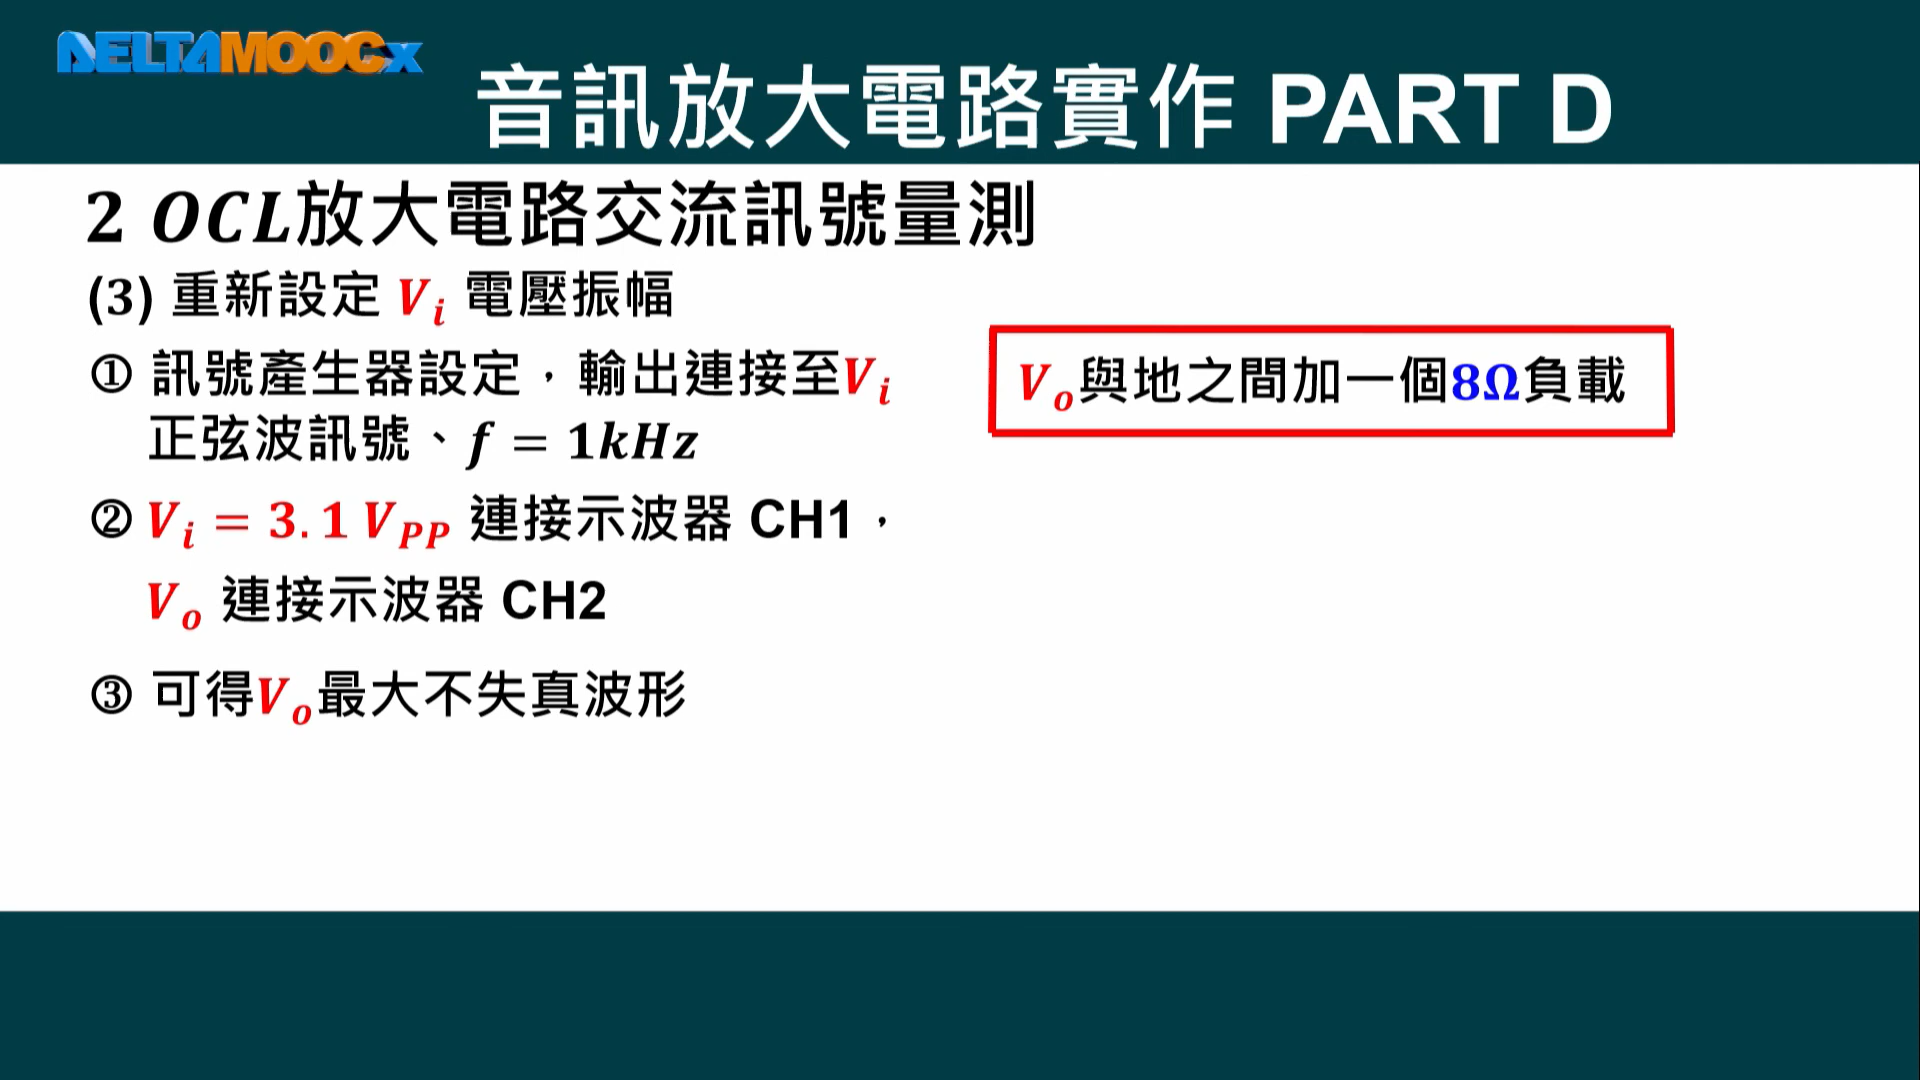 DELTAMOOCx
音訊放大電路實作 PART D
2 OCL放大電路交流訊號量測
(3) 重新設定 Vi 電壓振幅
① 訊號產生器設定，輸出連接至Vi
正弦波訊號、f = 1kHz
② Vi = 3.1 VPP 連接示波器 CH1，
Vo 連接示波器 CH2
③ 可得Vo最大不失真波形
Vo與地之間加一個8Ω負載